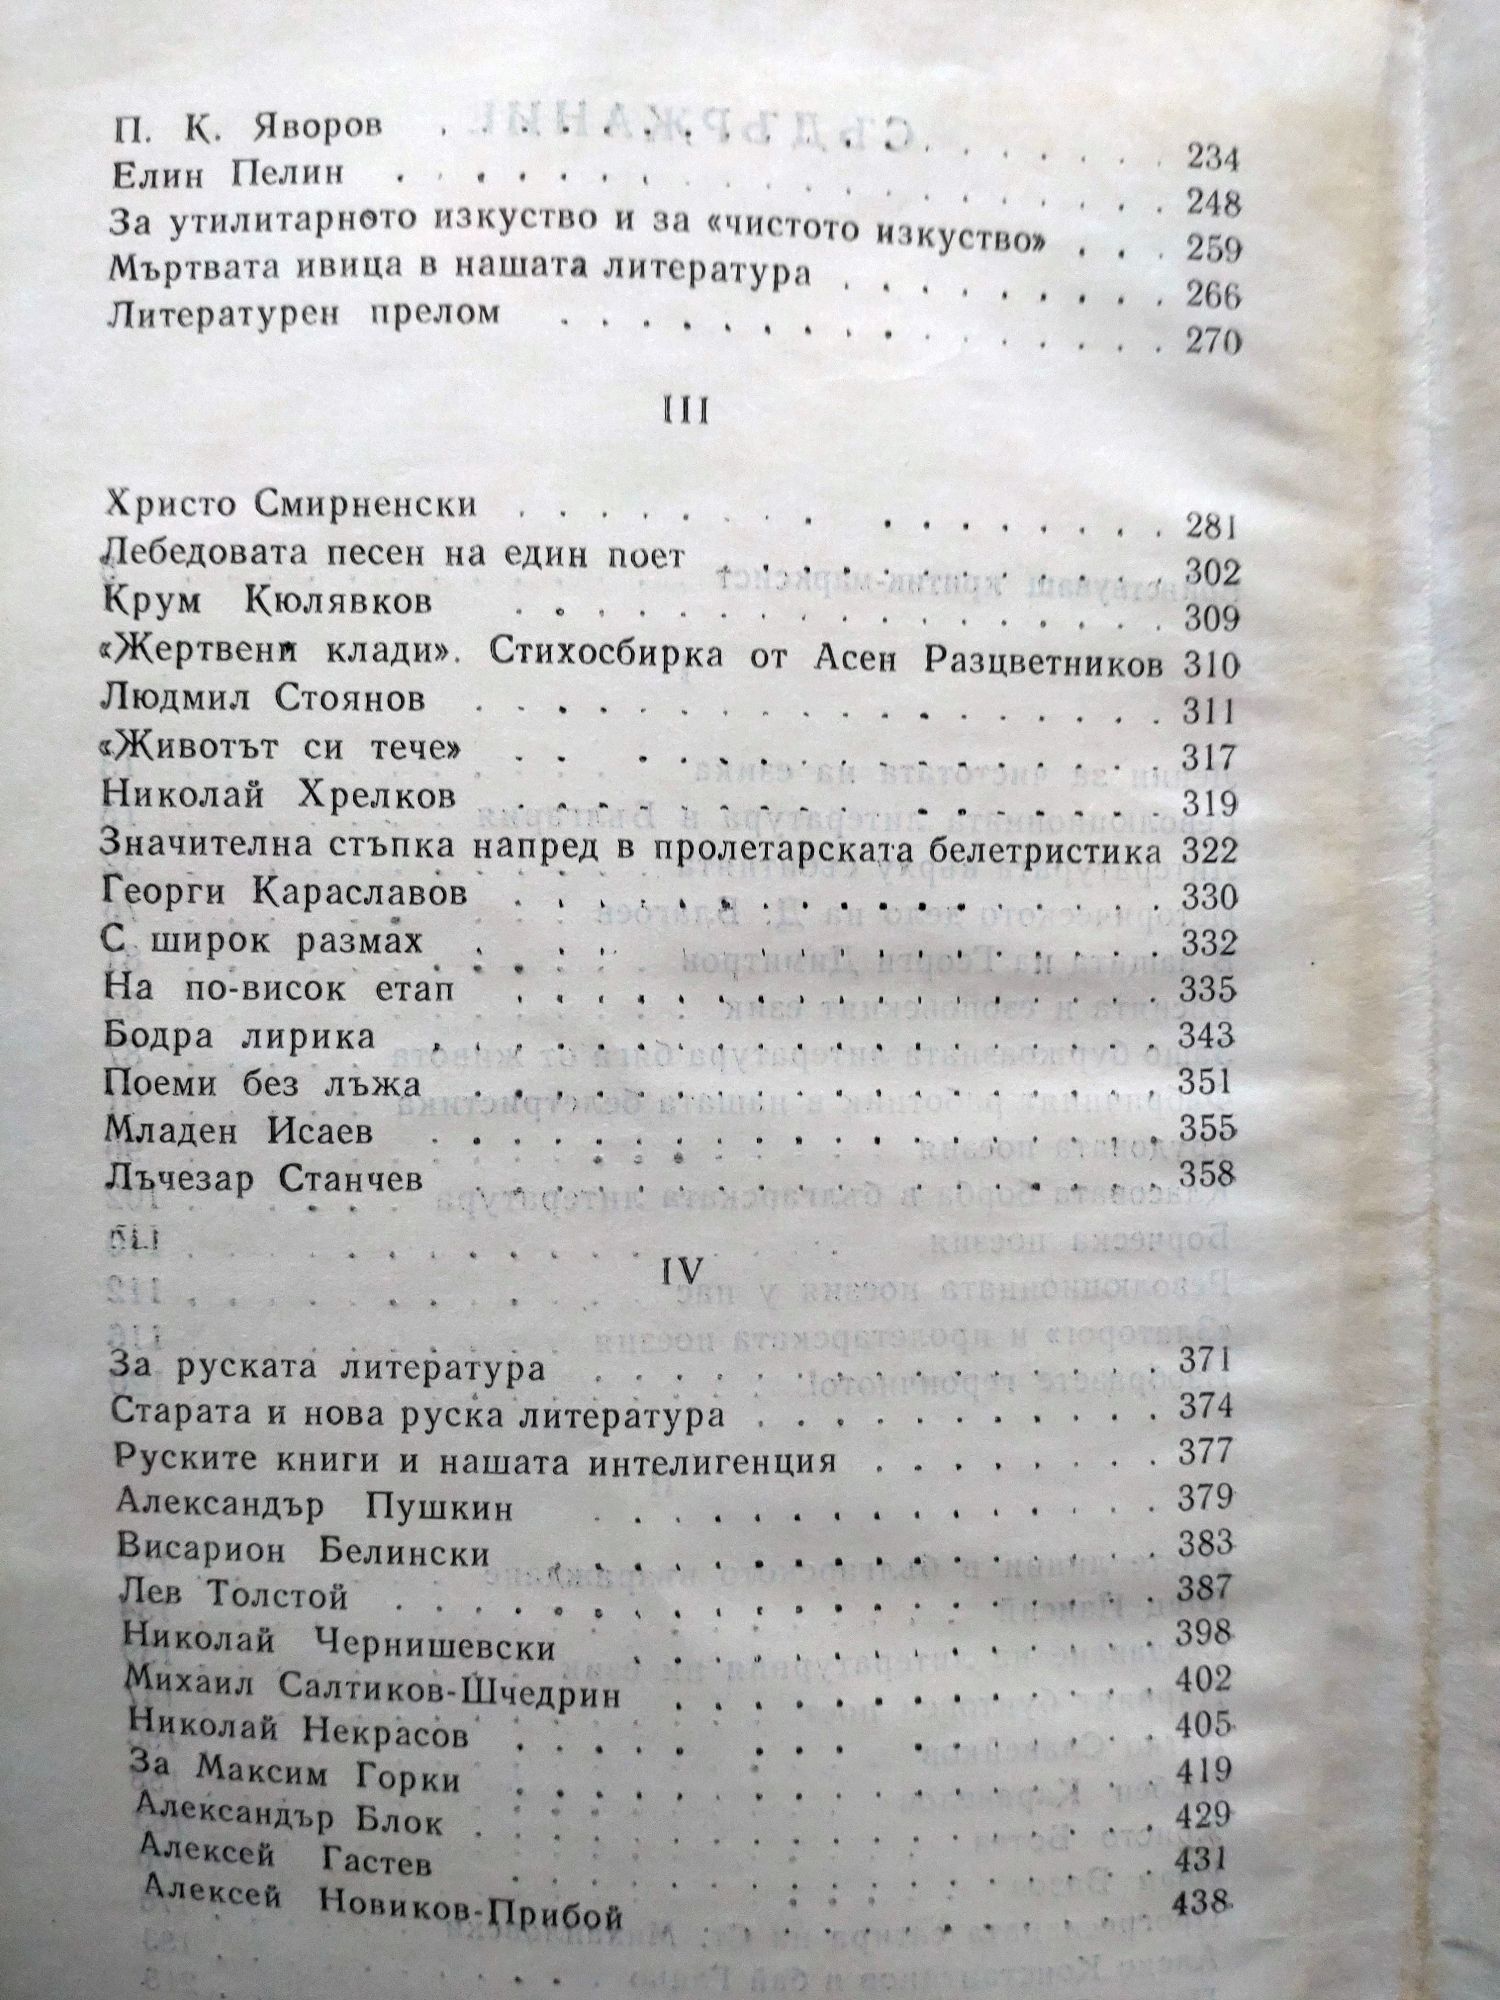 П. К. Яворов . . . . . . . . . . . . . . . . . 234
Елин Пелин . . . . . . . . . . . . . . . . . . 248
За утилитарното изкуство и за «чистото изкуство» . . . 259
Мъртвата ивица в нашата литература . . . . . . . . . 266
Литературен прелом . . . . . . . . . . . . . . . 270
III
Христо Смирненски . . . . . . . . . . . . . . . 281
Лебедовата песен на един поет . . . . . . . . . . . 302
Крум Кюлявков . . . . . . . . . . . . . . . . 309
«Жертвени клади». Стихосбирка от Асен Разцветников 310
Людмил Стоянов . . . . . . . . . . . . . . . . 311
«Животът си тече» . . . . . . . . . . . . . . . 317
Николай Хрелков . . . . . . . . . . . . . . . . 319
Значителна стъпка напред в пролетарската белетристика 322
Георги Караславов . . . . . . . . . . . . . . . 330
С широк размах . . . . . . . . . . . . . . . . 332
На по-висок етап . . . . . . . . . . . . . . . 335
Бодра лирика . . . . . . . . . . . . . . . . . 343
Поеми без лъжа . . . . . . . . . . . . . . . . 351
Младен Исаев . . . . . . . . . . . . . . . . . 355
Лъчезар Станчев . . . . . . . . . . . . . . . . 358
IV
За руската литература . . . . . . . . . . . . . . 371
Старата и нова руска литература . . . . . . . . . . 374
Руските книги и нашата интелигенция . . . . . . . . 377
Александър Пушкин . . . . . . . . . . . . . . . 379
Висарион Белински . . . . . . . . . . . . . . . 383
Лев Толстой . . . . . . . . . . . . . . . . . . 387
Николай Чернишевски . . . . . . . . . . . . . . 398
Михаил Салтиков-Шчедрин . . . . . . . . . . . . 402
Николай Некрасов . . . . . . . . . . . . . . . 405
За Максим Горки . . . . . . . . . . . . . . . . 419
Александър Блок . . . . . . . . . . . . . . . . 429
Алексей Гастев . . . . . . . . . . . . . . . . 431
Алексей Новиков-Прибой . . . . . . . . . . . . . 438